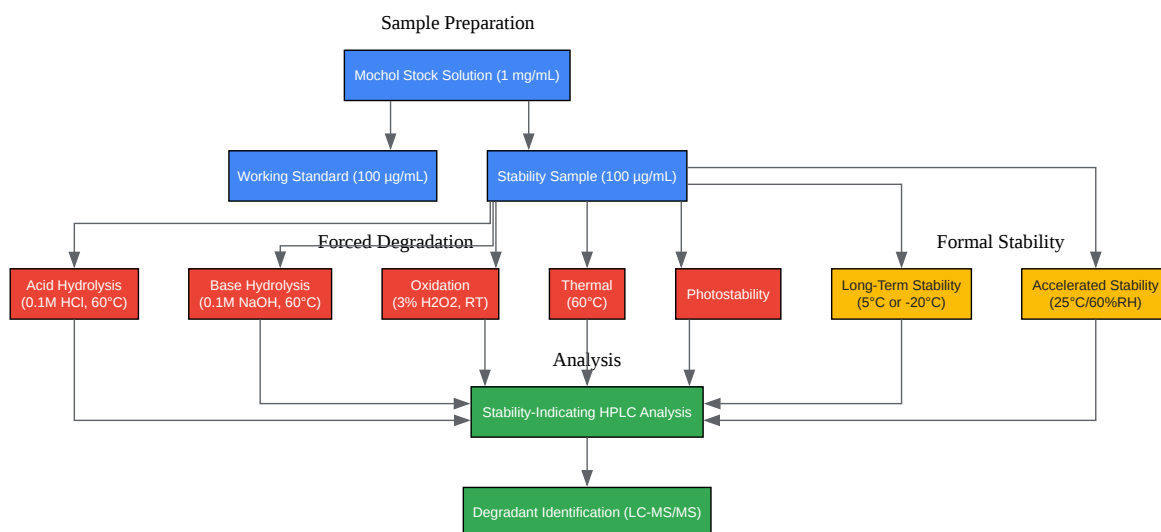 Sample Preparation
Mochol Stock Solution (1 mg/mL)
Working Standard (100 µg/mL)
Stability Sample (100 µg/mL)
Forced Degradation
Formal Stability
Acid Hydrolysis
(0.1M HCl, 60°C)
Base Hydrolysis
(0.1M NaOH, 60°C)
Oxidation
(3% H2O2, RT)
Thermal
(60°C)
Photostability
Long-Term Stability
(5°C or -20°C)
Accelerated Stability
(25°C/60%RH)
Analysis
Stability-Indicating HPLC Analysis
Degradant Identification (LC-MS/MS)